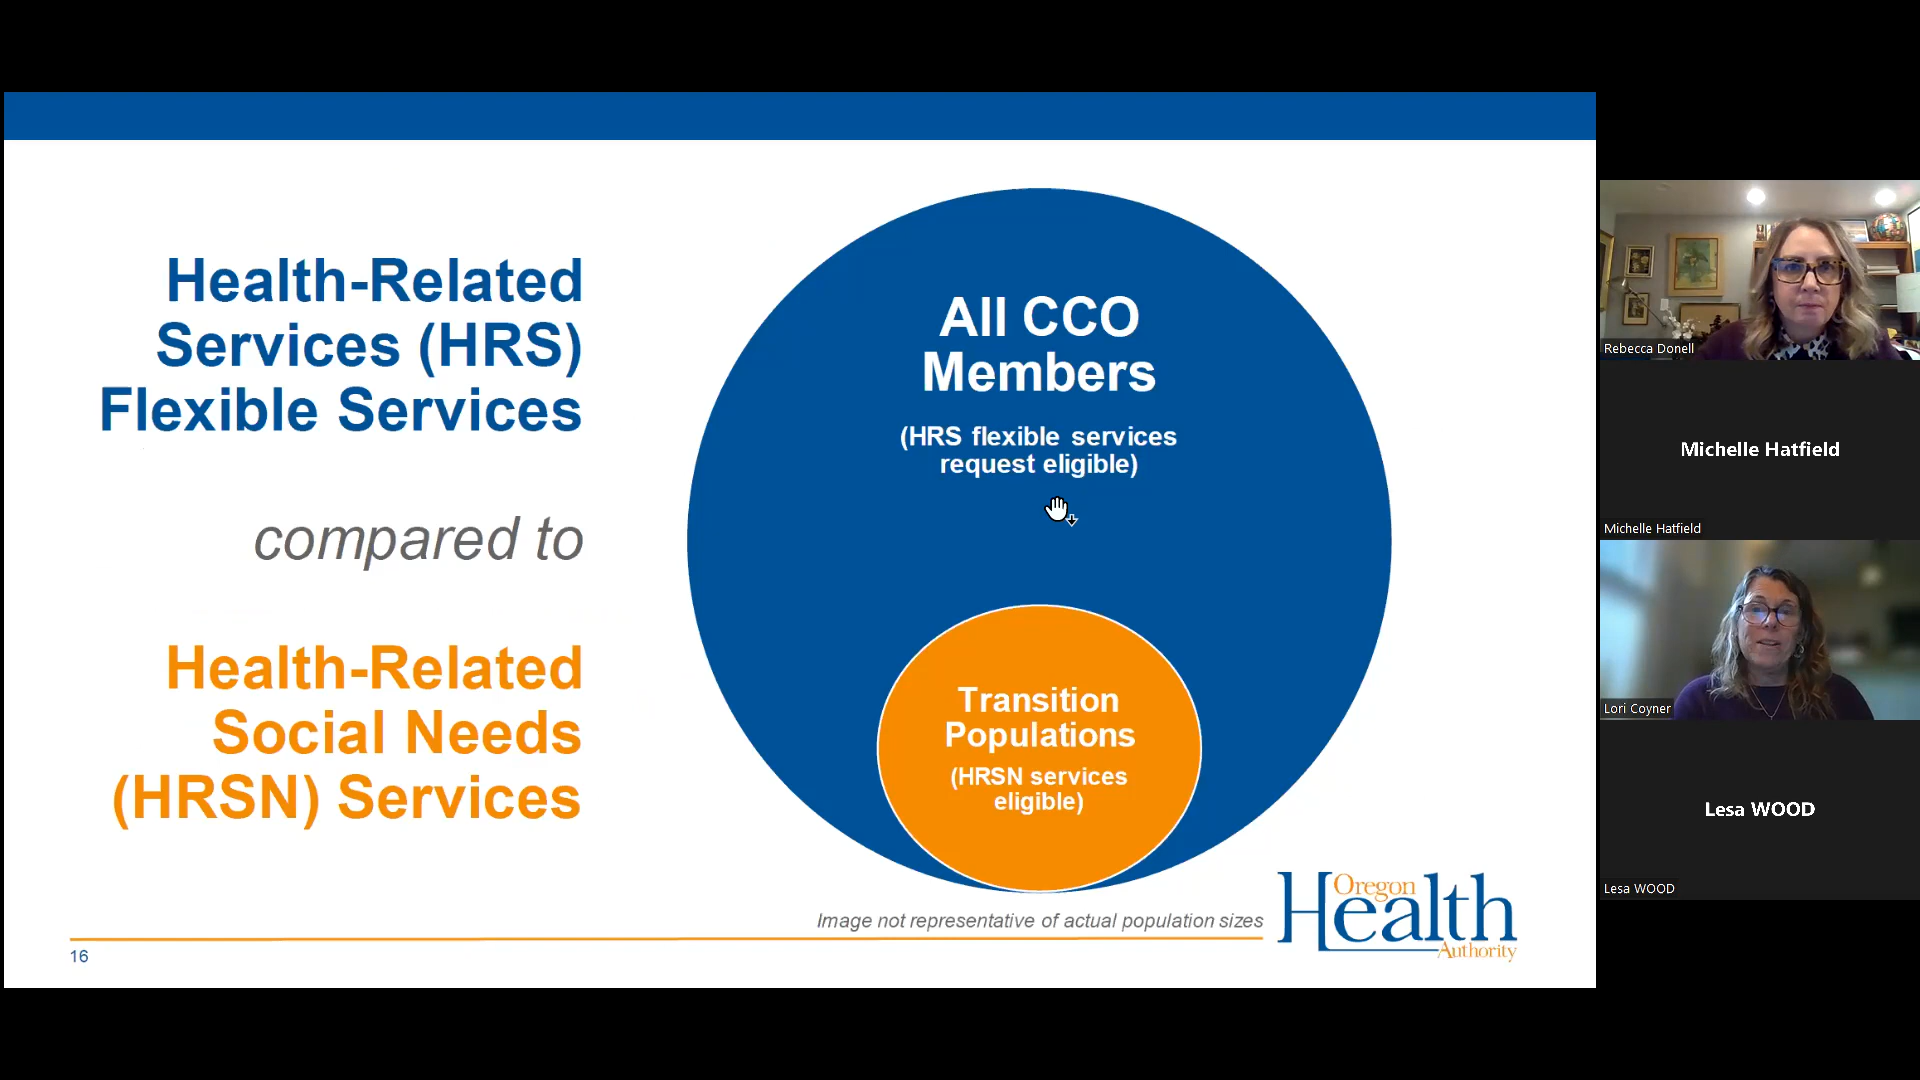 Health-Related
Services (HRS)
Flexible Services
compared to
Health-Related
Social Needs
(HRSN) Services
All CCO
Members
(HRS flexible services
request eligible)
Transition
Populations
(HRSN services
eligible)
Image not representative of actual population sizes
16
Oregon
Health
Authority
Rebecca Donell
Michelle Hatfield
Michelle Hatfield
Lori Coyner
Lesa WOOD
Lesa WOOD